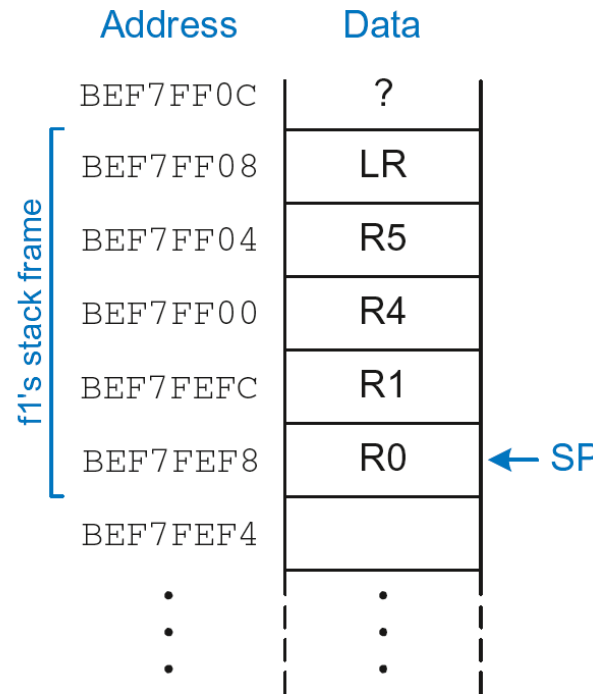 Address Data
BEF7FF0C ?
BEF7FF08 LR
BEF7FF04 R5
BEF7FF00 R4
BEF7FEFC R1
BEF7FEF8 R0 SP
BEF7FEF4
f1's stack frame